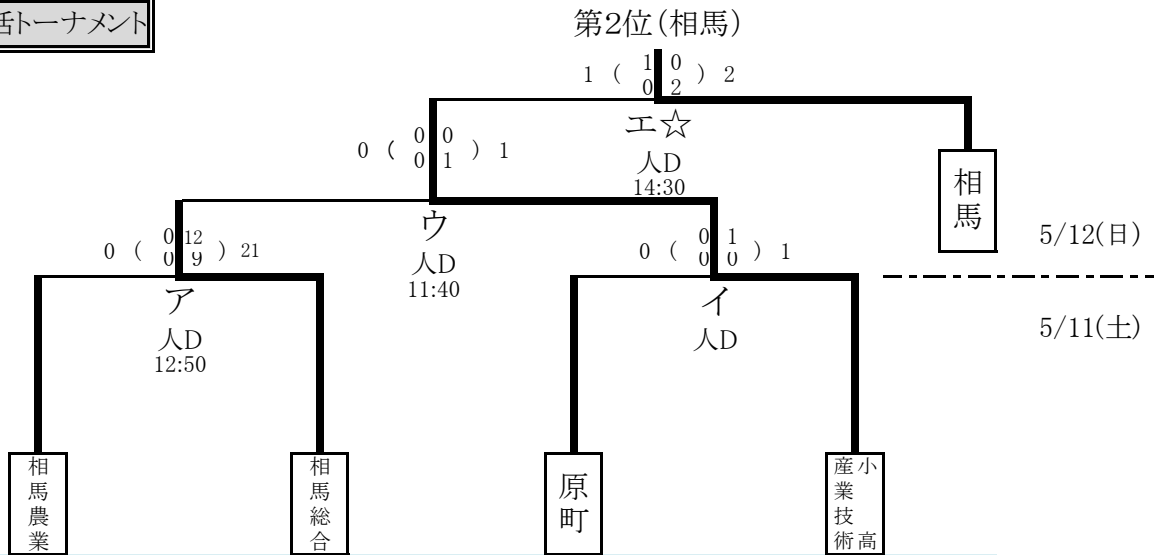 活トーナメント
第2位(相馬)
1 ( 1 0 ) 2
0 2
エ☆
人D
14:30
相馬
0 ( 0 0 ) 1
0 1
ウ
人D
11:40
5/12(日)
0 ( 0 12 ) 21
0 9
ア
人D
12:50
0 ( 0 1 ) 1
0 0
イ
人D
5/11(土)
相馬農業
相馬総合
原町
小高
産業技術